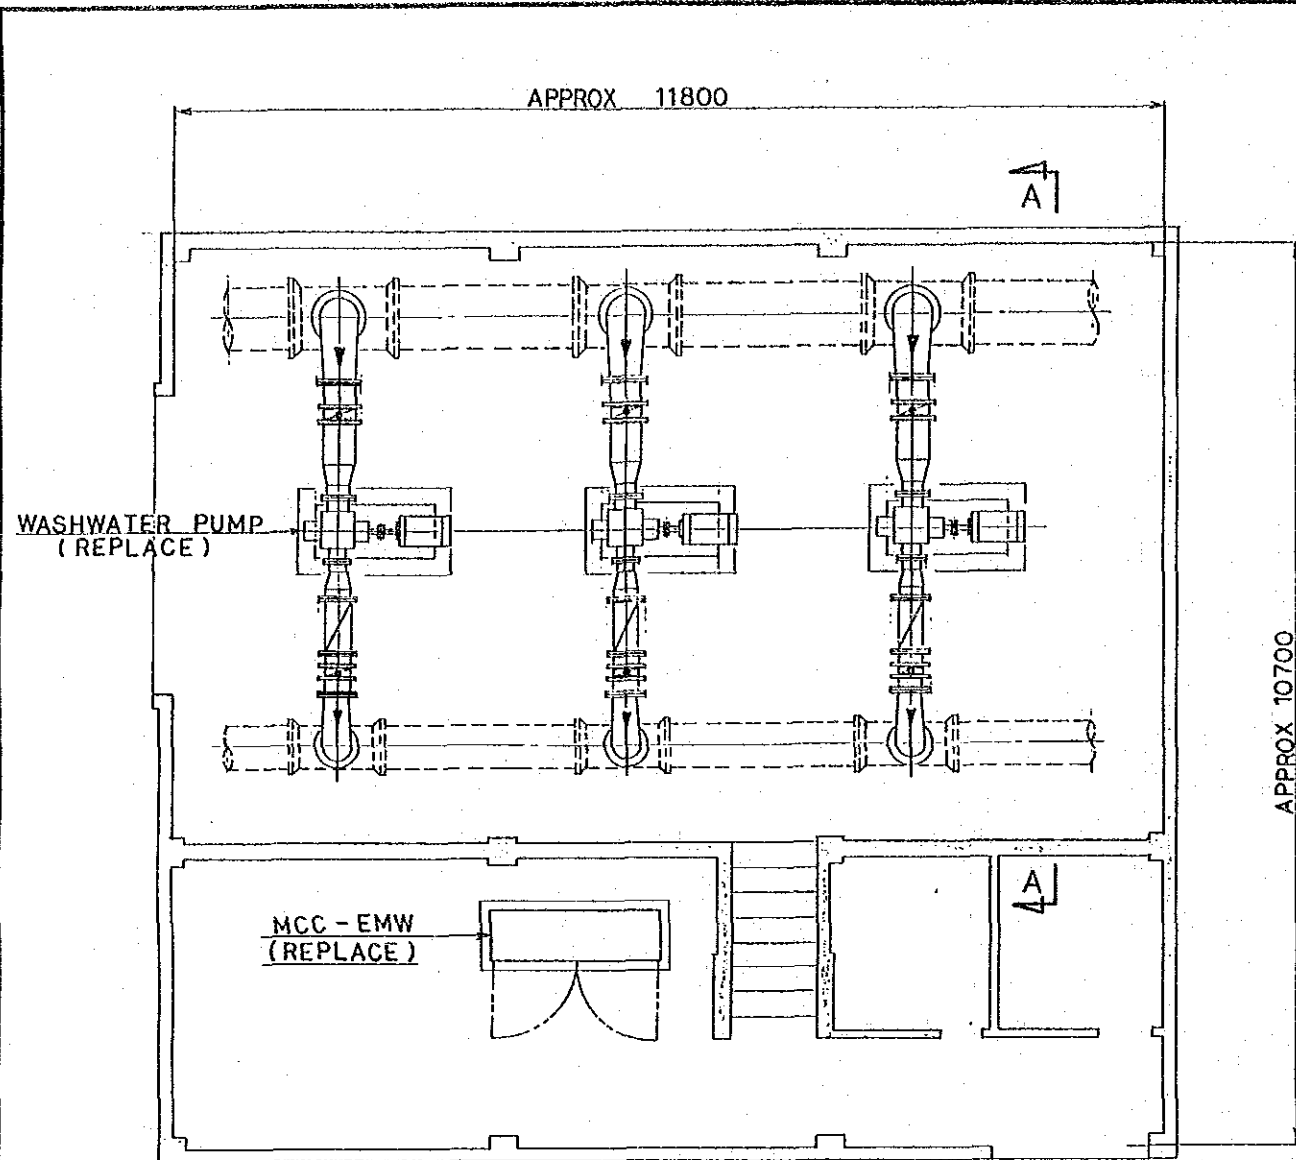 APPROX 11800
A
WASHWATER PUMP
(REPLACE)
APPROX 10700
A
MCC - EMW
(REPLACE)